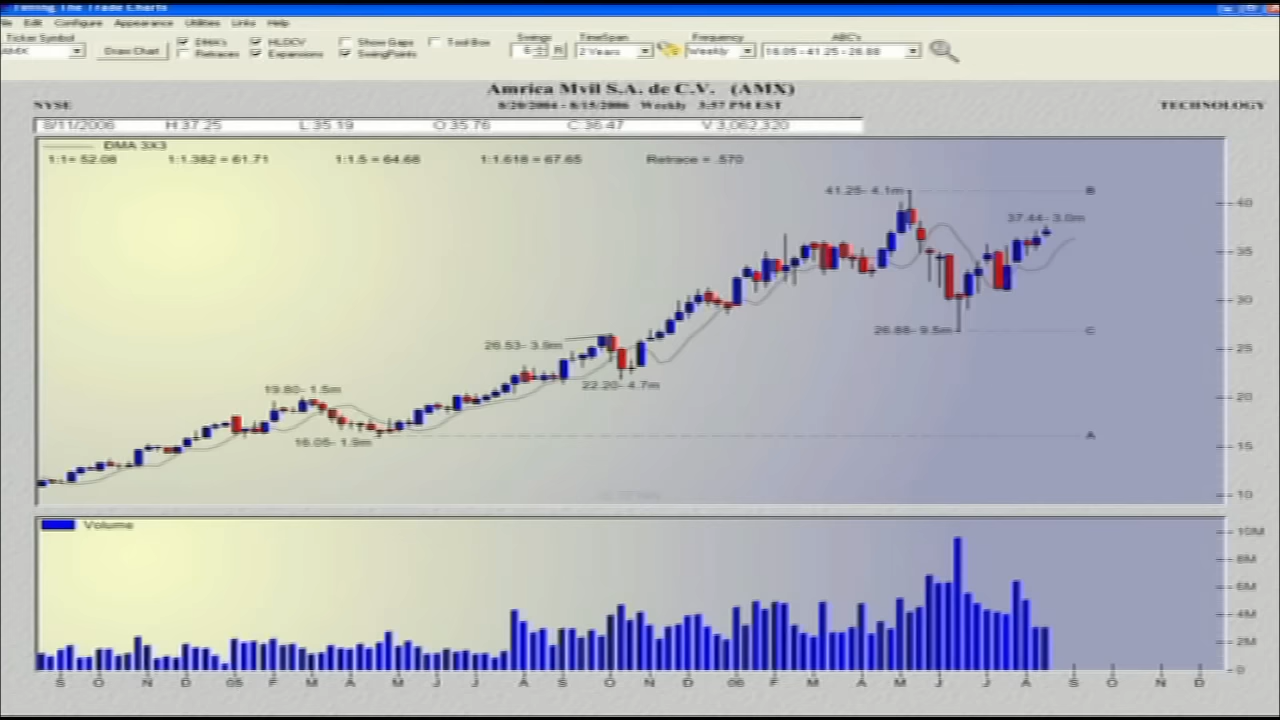 Timing The Trade Charts
Edit Configure Appearance Utilities Links Help
Ticker Symbol
AMX
Draw Chart
DMA's HLOCV Show Gaps Tool Box
Retraces Expansions SwingPoints
Swings
6 R
TimeSpan
2 Years
Frequency
Weekly
ABC's
16.05 - 41.25 - 26.88
Amrica Mvil S.A. de C.V. (AMX)
NYSE 8/20/2004 - 8/15/2006 Weekly 3:57 PM EST TECHNOLOGY
8/11/2006 H 37.25 L 35.19 O 35.76 C 36.47 V 3,062,320
DMA 3X3
1:1= 52.08 1:1.382 = 61.71 1:1.5 = 64.68 1:1.618 = 67.65 Retrace = .570
41.25- 4.1m B
40
37.44- 3.0m
35
30
26.88- 9.5m C
26.53- 3.9m
25
22.20- 4.7m
19.80- 1.5m
20
16.05- 1.9m A
15
10
Volume
10M
8M
6M
4M
2M
0
S O N D 05 F M A M J J A S O N D 06 F M A M J J A S O N D